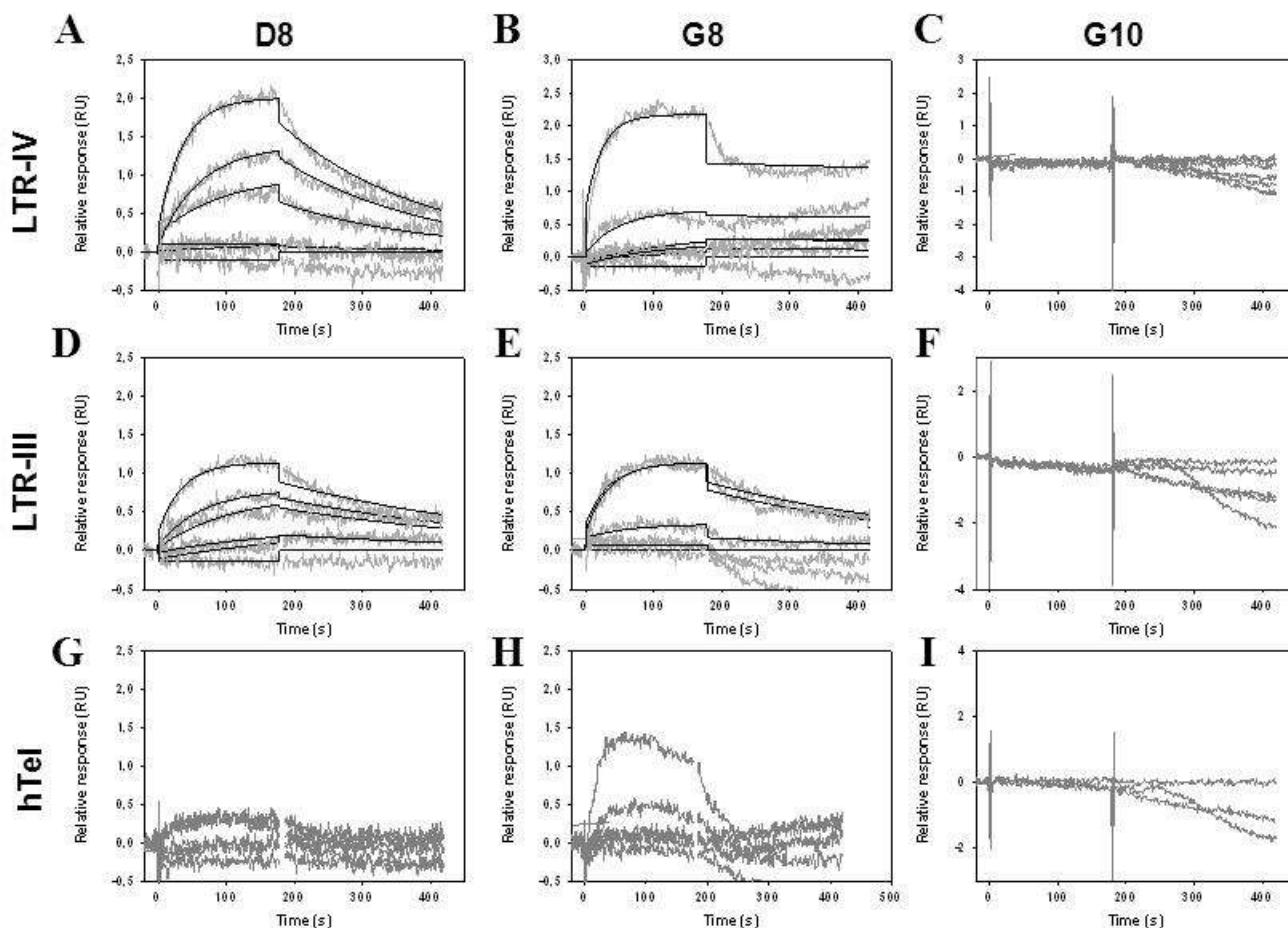 A D8 B G8 C G10
LTR-IV
Relative response (RU)
2,5
2,0
1,5
1,0
0,5
0,0
-0,5
0 100 200 300 400
Time (s)
Relative response (RU)
3,0
2,5
2,0
1,5
1,0
0,5
0,0
-0,5
0 100 200 300 400
Time (s)
Relative response (RU)
3
2
1
0
-1
-2
-3
-4
0 100 200 300 400
Time (s)
D E F
LTR-III
Relative response (RU)
2,5
2,0
1,5
1,0
0,5
0,0
-0,5
0 100 200 300 400
Time (s)
Relative response (RU)
2,5
2,0
1,5
1,0
0,5
0,0
-0,5
0 100 200 300 400
Time (s)
Relative response (RU)
2
0
-2
-4
0 100 200 300 400
Time (s)
G H I
hTel
Relative response (RU)
2,5
2,0
1,5
1,0
0,5
0,0
-0,5
0 100 200 300 400
Time (s)
Relative response (RU)
2,5
2,0
1,5
1,0
0,5
0,0
-0,5
0 100 200 300 400 500
Time (s)
Relative response (RU)
4
2
0
-2
0 100 200 300 400
Time (s)